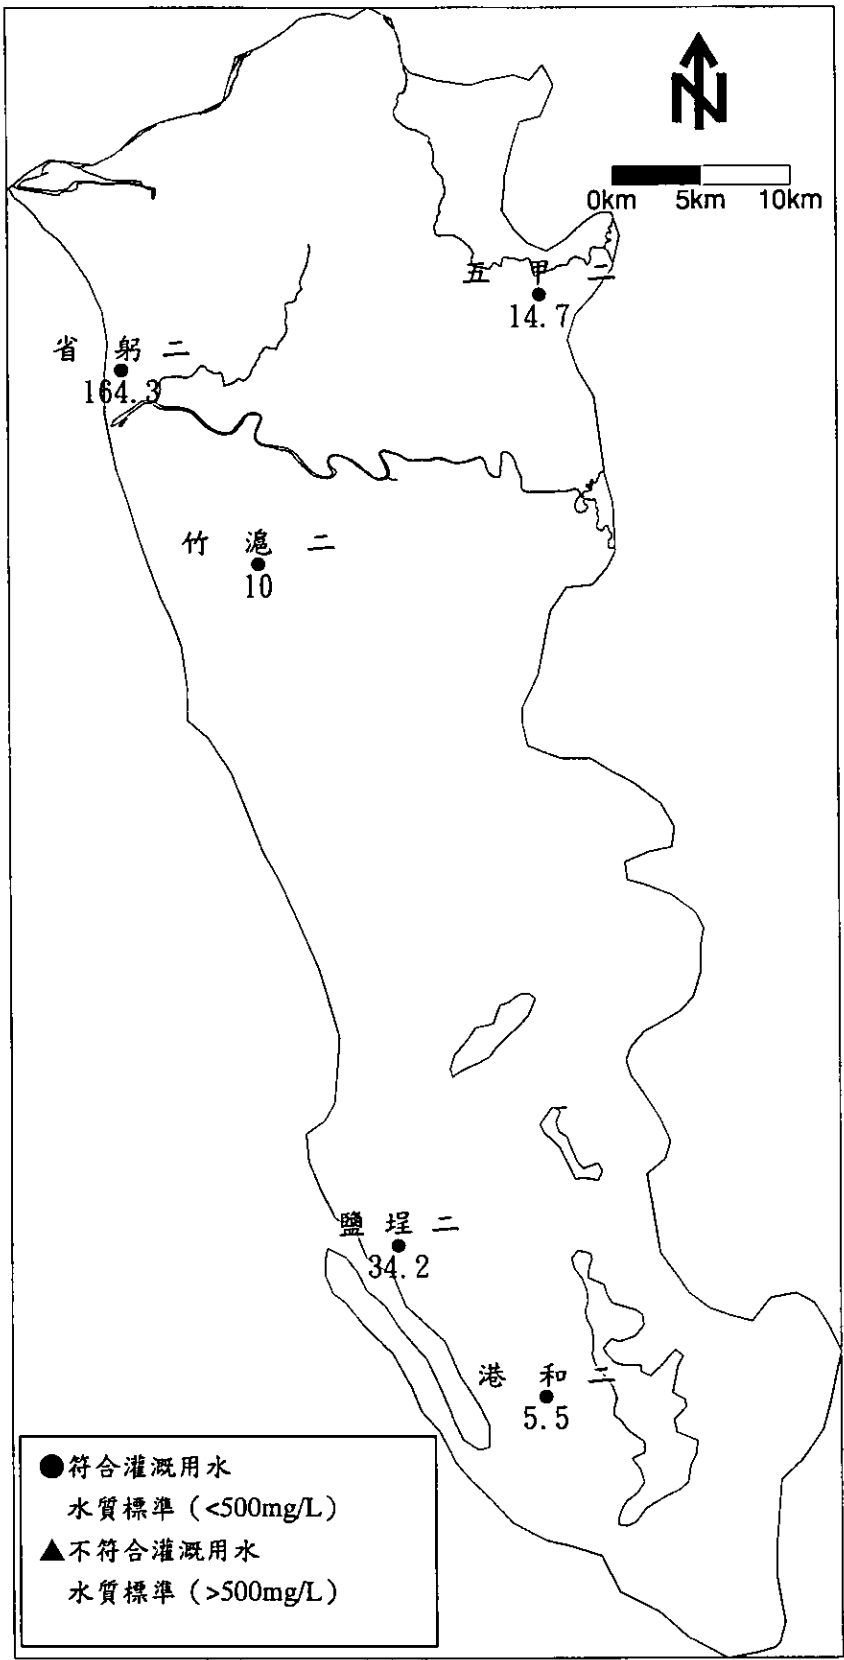 N
0km 5km 10km
五甲二
14.7
省躬二
164.3
竹滬二
10
鹽埕二
34.2
港和二
5.5
●符合灌溉用水
水質標準（<500mg/L）
▲不符合灌溉用水
水質標準（>500mg/L）